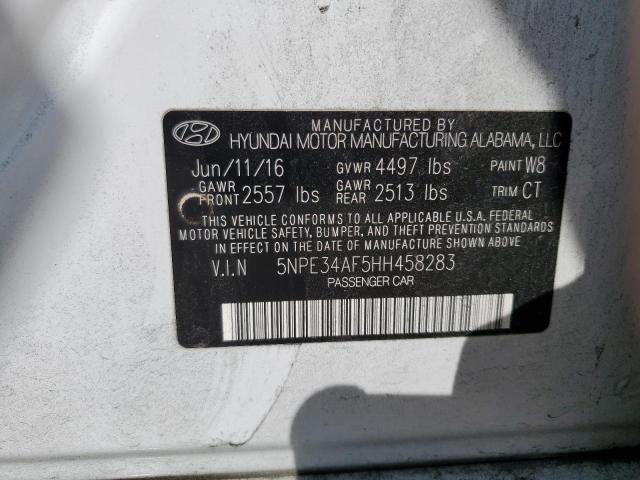 MANUFACTURED BY
HYUNDAI MOTOR MANUFACTURING ALABAMA, LLC
Jun/11/16 GVWR 4497 lbs PAINT W8
GAWR FRONT 2557 lbs GAWR REAR 2513 lbs TRIM CT
THIS VEHICLE CONFORMS TO ALL APPLICABLE U.S.A. FEDERAL
MOTOR VEHICLE SAFETY, BUMPER, AND THEFT PREVENTION STANDARDS
IN EFFECT ON THE DATE OF MANUFACTURE SHOWN ABOVE.
V.I.N 5NPE34AF5HH458283
PASSENGER CAR